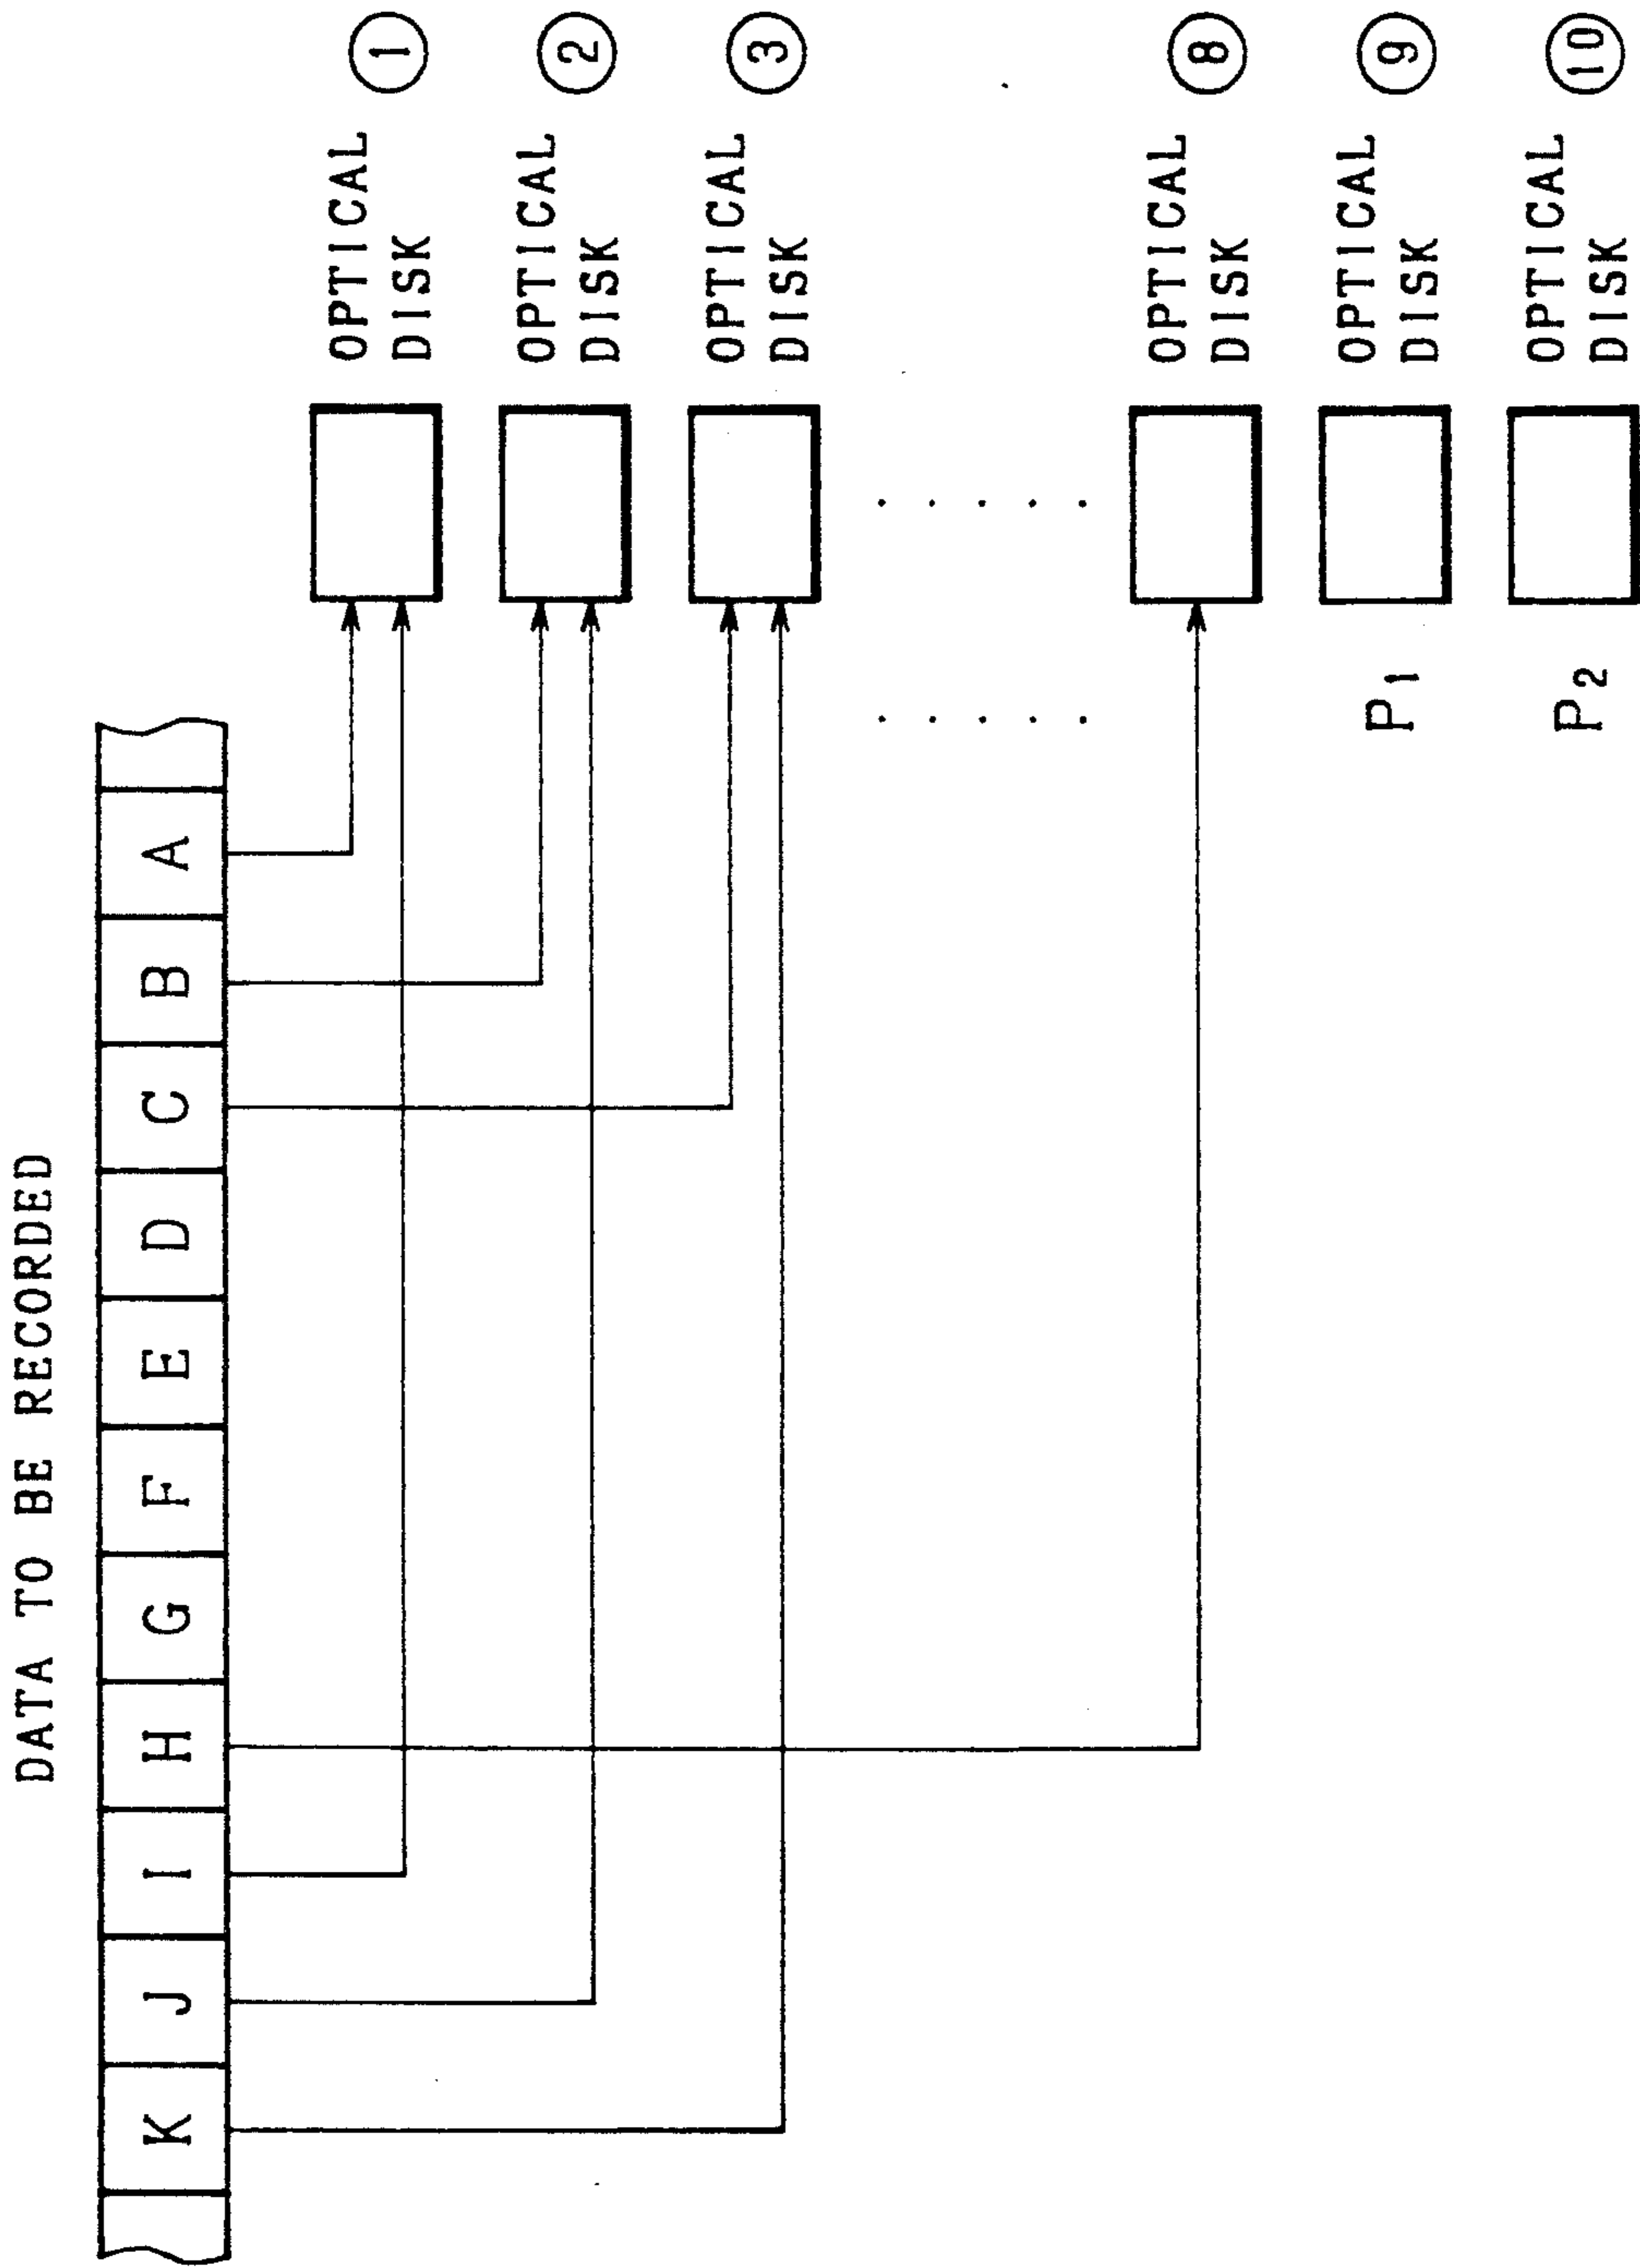 DATA TO BE RECORDED
K J I H G F E D C B A
OPTICAL
DISK ①
OPTICAL
DISK ②
OPTICAL
DISK ③
OPTICAL
DISK ⑧
P₁
OPTICAL
DISK ⑨
P₂
OPTICAL
DISK ⑩